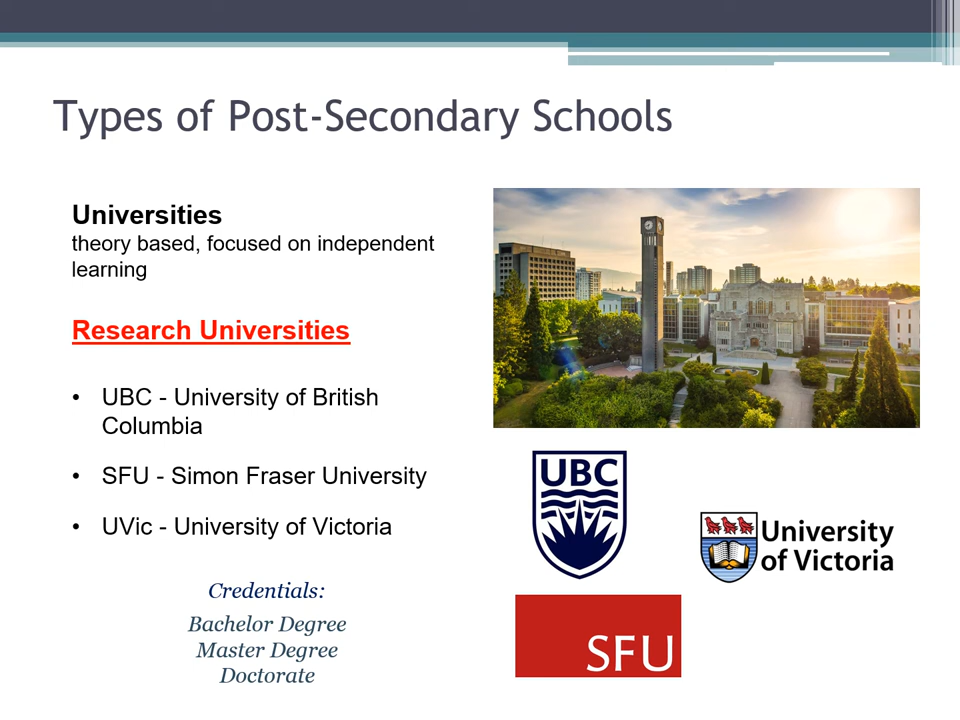 Types of Post-Secondary Schools
Universities
theory based, focused on independent
learning
Research Universities
• UBC - University of British
Columbia
• SFU - Simon Fraser University
• UVic - University of Victoria
Credentials:
Bachelor Degree
Master Degree
Doctorate
UBC
University
of Victoria
SFU